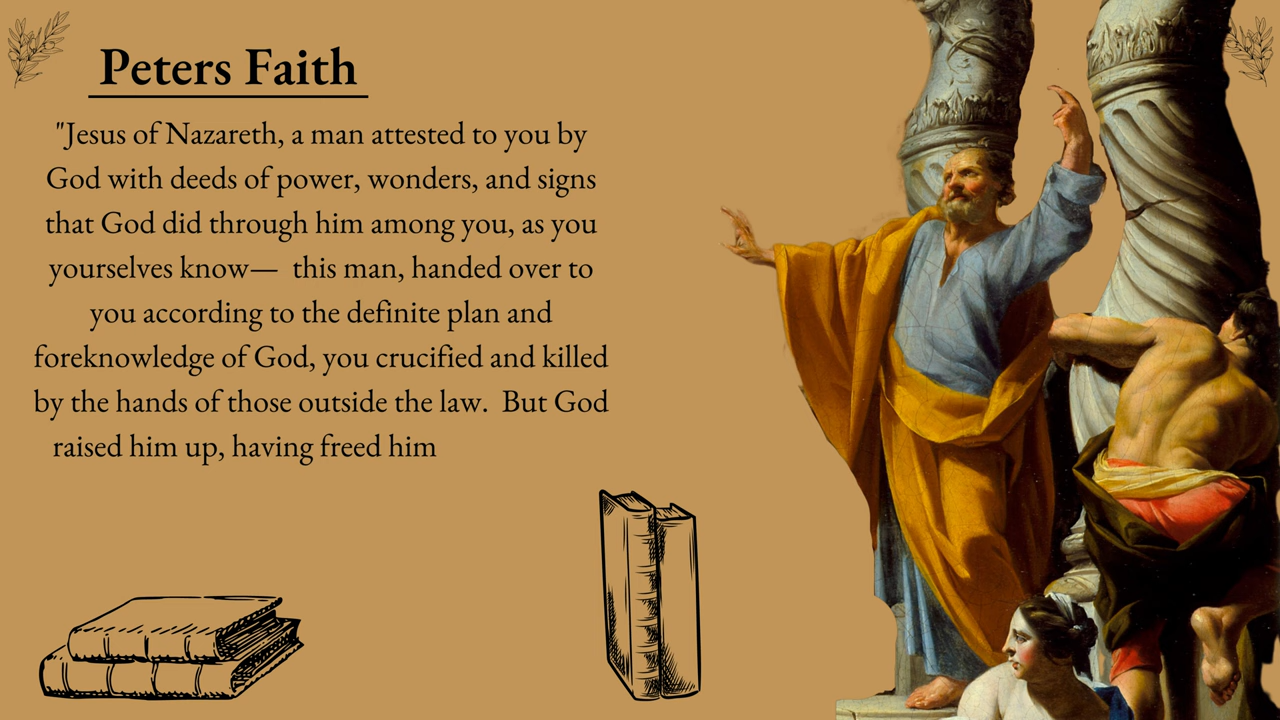 Peters Faith
"Jesus of Nazareth, a man attested to you by
God with deeds of power, wonders, and signs
that God did through him among you, as you
yourselves know—  this man, handed over to
you according to the definite plan and
foreknowledge of God, you crucified and killed
by the hands of those outside the law.  But God
raised him up, having freed him